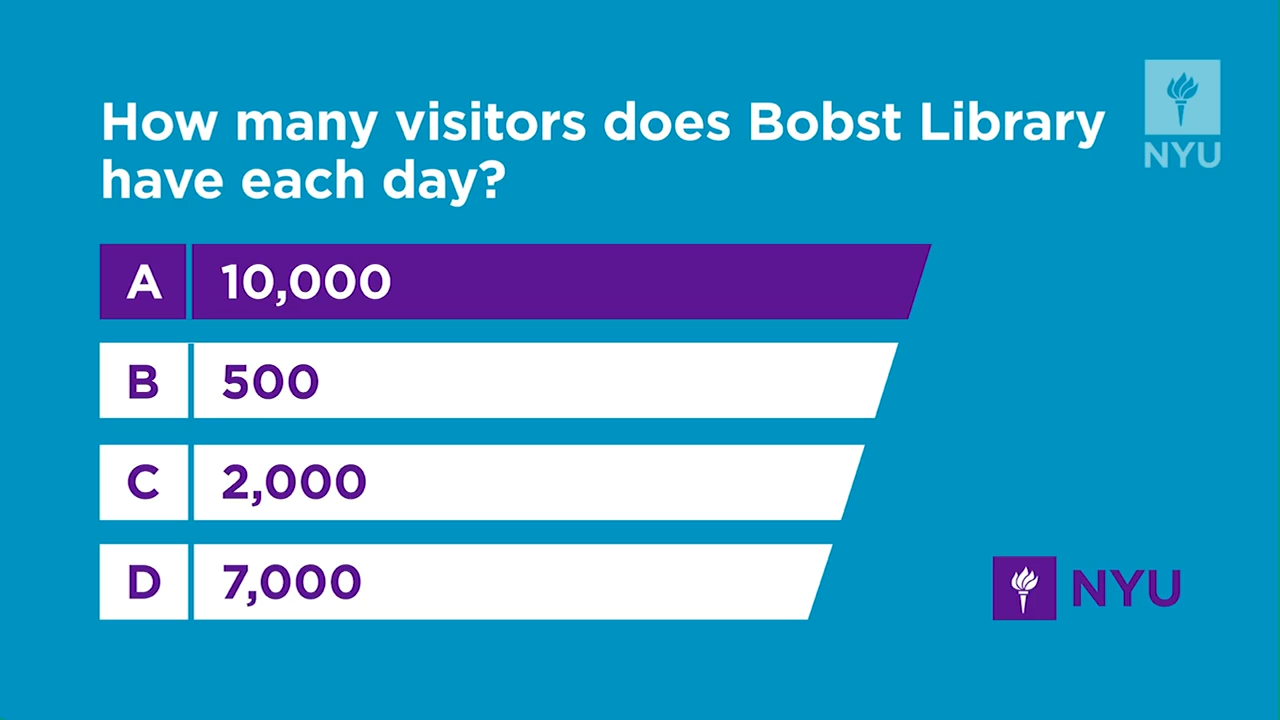 How many visitors does Bobst Library
have each day?
NYU
A 10,000
B 500
C 2,000
D 7,000
NYU